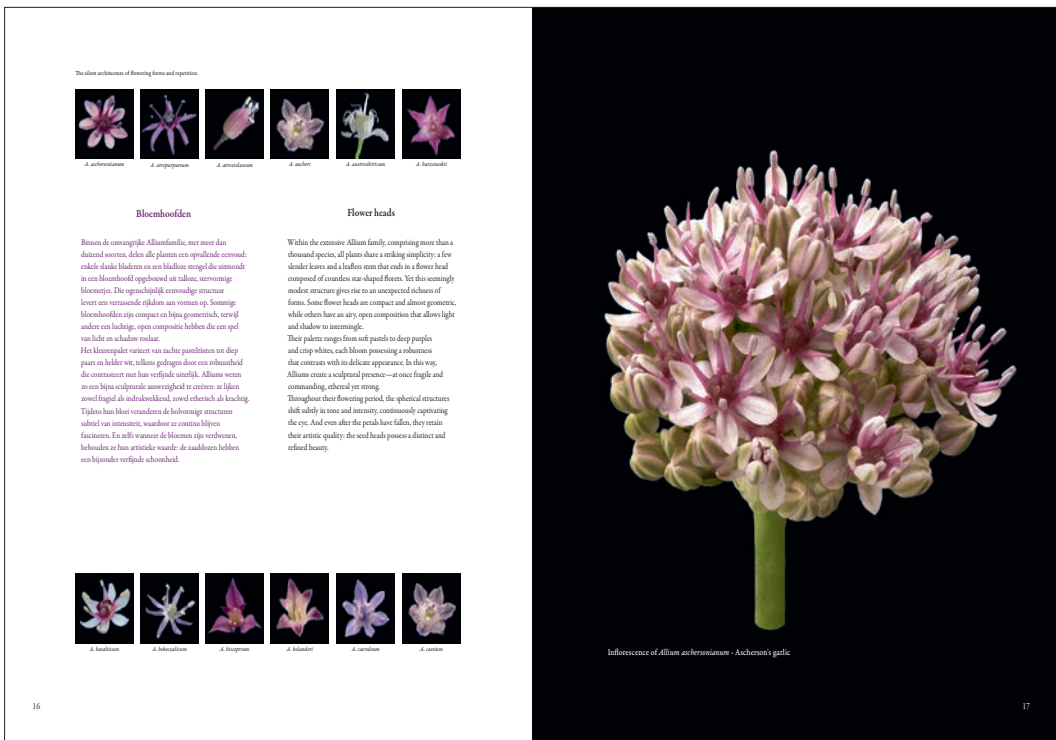 The silent architecture of flowering forms and repetition
A. aschersonianum
A. atropurpureum
A. atroviolaceum
A. aucheri
A. austrosibiricum
A. barszewskii
Bloemhoofden
Binnen de omvangrijke Alliumfamilie, met meer dan
duizend soorten, delen alle planten een opvallende eenvoud:
enkele slanke bladeren en een bladloze stengel die uitmondt
in een bloemhoofd opgebouwd uit talloze, stervormige
bloemetjes. Die ogenschijnlijk eenvoudige structuur
levert een verrassende rijkdom aan vormen op. Sommige
bloemhoofden zijn compact en bijna geometrisch, terwijl
andere een luchtige, open compositie hebben die een spel
van licht en schaduw toelaat.
Het kleurenpalet varieert van zachte pasteltinten tot diep
paars en helder wit, telkens gedragen door een robuustheid
die contrasteert met hun verfijnde uiterlijk. Alliums weten
zo een bijna sculpturale aanwezigheid te creëren: ze lijken
zowel fragiel als indrukwekkend, zowel etherisch als krachtig.
Tijdens hun bloei veranderen de bolvormige structuren
subtiel van intensiteit, waardoor ze continu blijven
fascineren. En zelfs wanneer de bloemen zijn verdwenen,
behouden ze hun artistieke waarde: de zaaddozen hebben
een bijzonder verfijnde schoonheid.
Flower heads
Within the extensive Allium family, comprising more than a
thousand species, all plants share a striking simplicity: a few
slender leaves and a leafless stem that ends in a flower head
composed of countless star-shaped florets. Yet this seemingly
modest structure gives rise to an unexpected richness of
forms. Some flower heads are compact and almost geometric,
while others have an airy, open composition that allows light
and shadow to intermingle.
Their palette ranges from soft pastels to deep purples
and crisp whites, each bloom possessing a robustness
that contrasts with its delicate appearance. In this way,
Alliums create a sculptural presence—at once fragile and
commanding, ethereal yet strong.
Throughout their flowering period, the spherical structures
shift subtly in tone and intensity, continuously captivating
the eye. And even after the petals have fallen, they retain
their artistic quality: the seed heads possess a distinct and
refined beauty.
A. basalticum
A. bekeczalicum
A. bisceptrum
A. bolanderi
A. caeruleum
A. caesium
16
Inflorescence of Allium aschersonianum - Ascherson's garlic
17